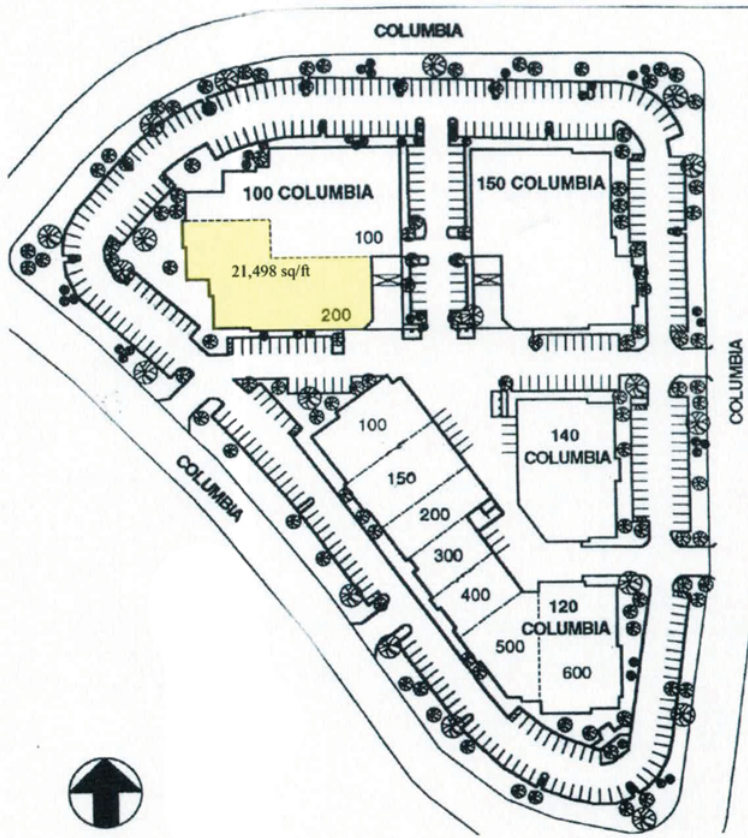 COLUMBIA
100 COLUMBIA
150 COLUMBIA
100
21,498 sq/ft
200
COLUMBIA
100
140
COLUMBIA
150
COLUMBIA
200
300
400
120
COLUMBIA
500
600